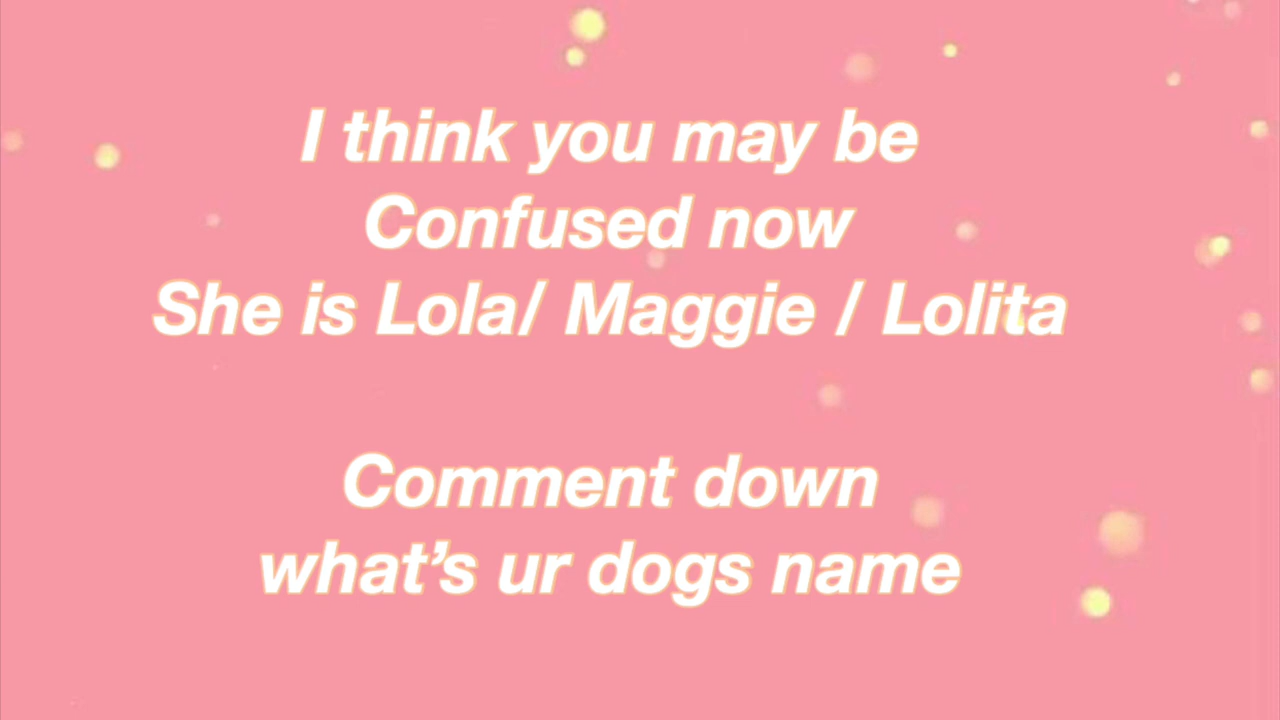 I think you may be
Confused now
She is Lola/ Maggie / Lolita
Comment down
what’s ur dogs name